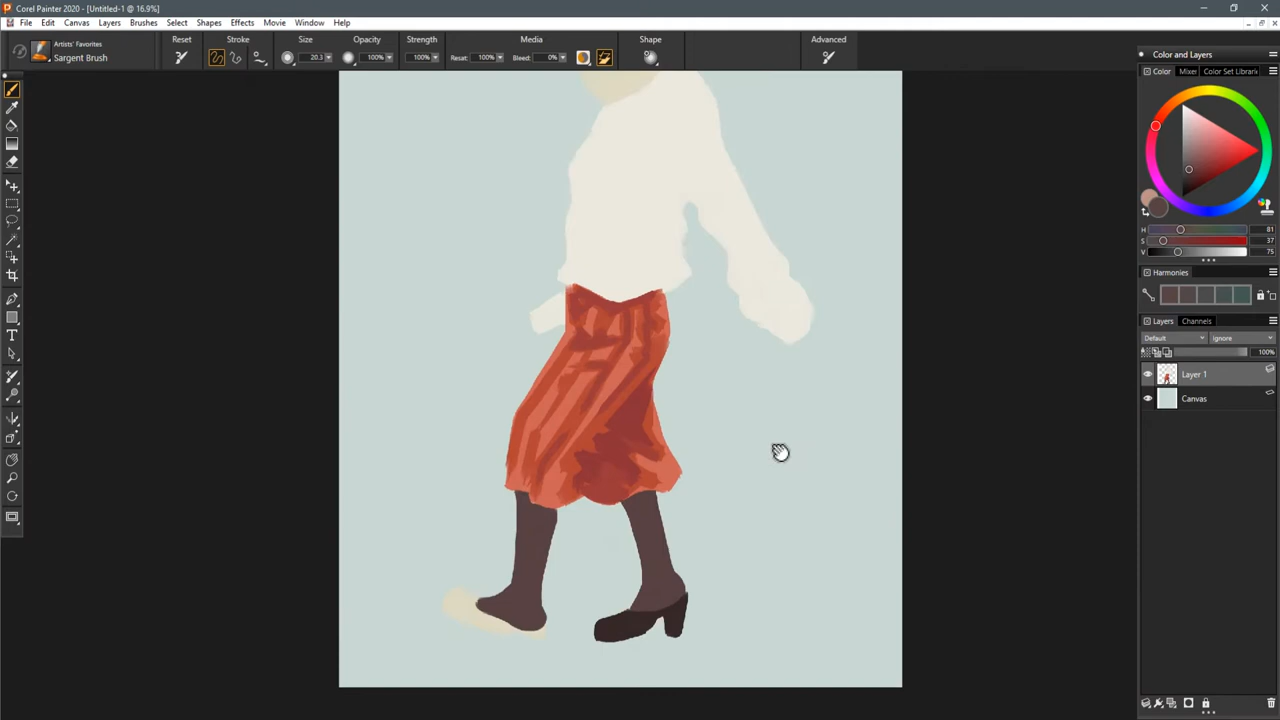 Corel Painter 2020 - [Untitled-1 @ 16.9%]
File Edit Canvas Layers Brushes Select Shapes Effects Movie Window Help
Artists' Favorites
Sargent Brush
Reset Stroke Size Opacity Strength Media Shape Advanced
20.3 100% 100% Reset: 100% Bleed: 0%
Color and Layers
Color Mixer Color Set Librari
H 81
S 37
V 75
Harmonies
Layers Channels
Default Ignore
100%
Layer 1
Canvas